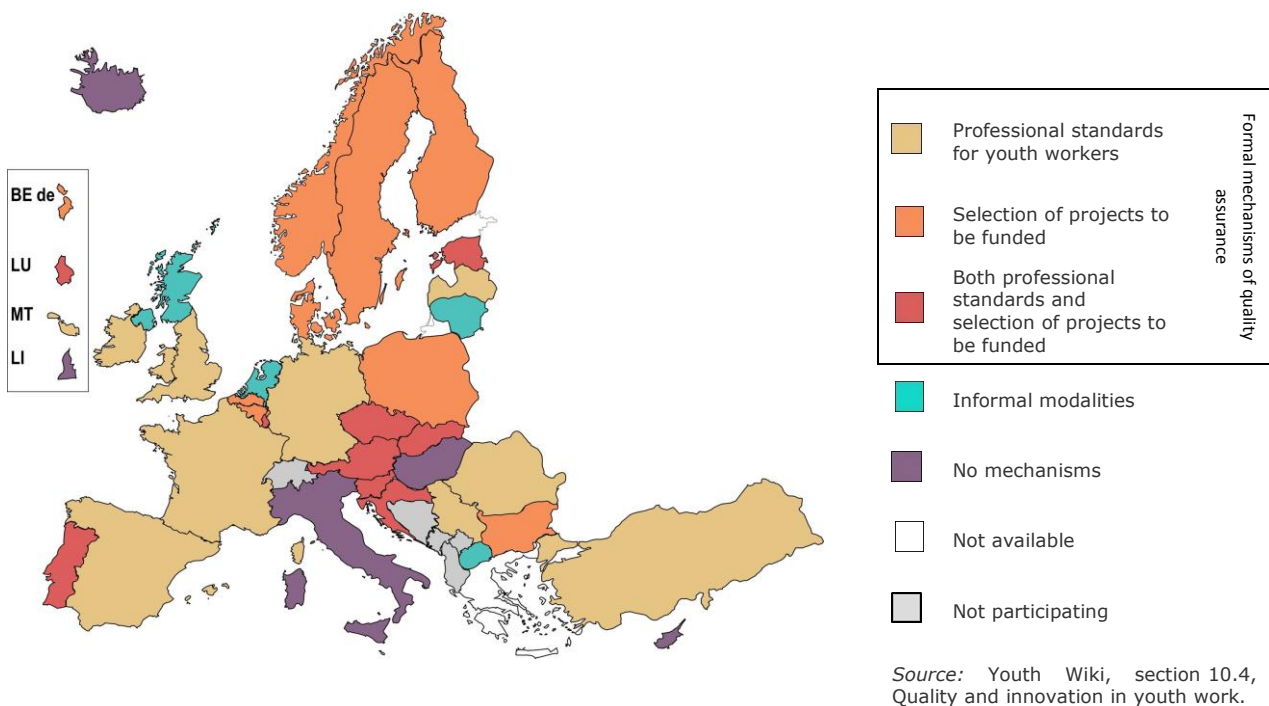 BE de
LU
MT
LI
Professional standards
for youth workers
Selection of projects to
be funded
Both professional
standards and
selection of projects to
be funded
Formal mechanisms of quality
assurance
Informal modalities
No mechanisms
Not available
Not participating
Source: Youth Wiki, section 10.4,
Quality and innovation in youth work.